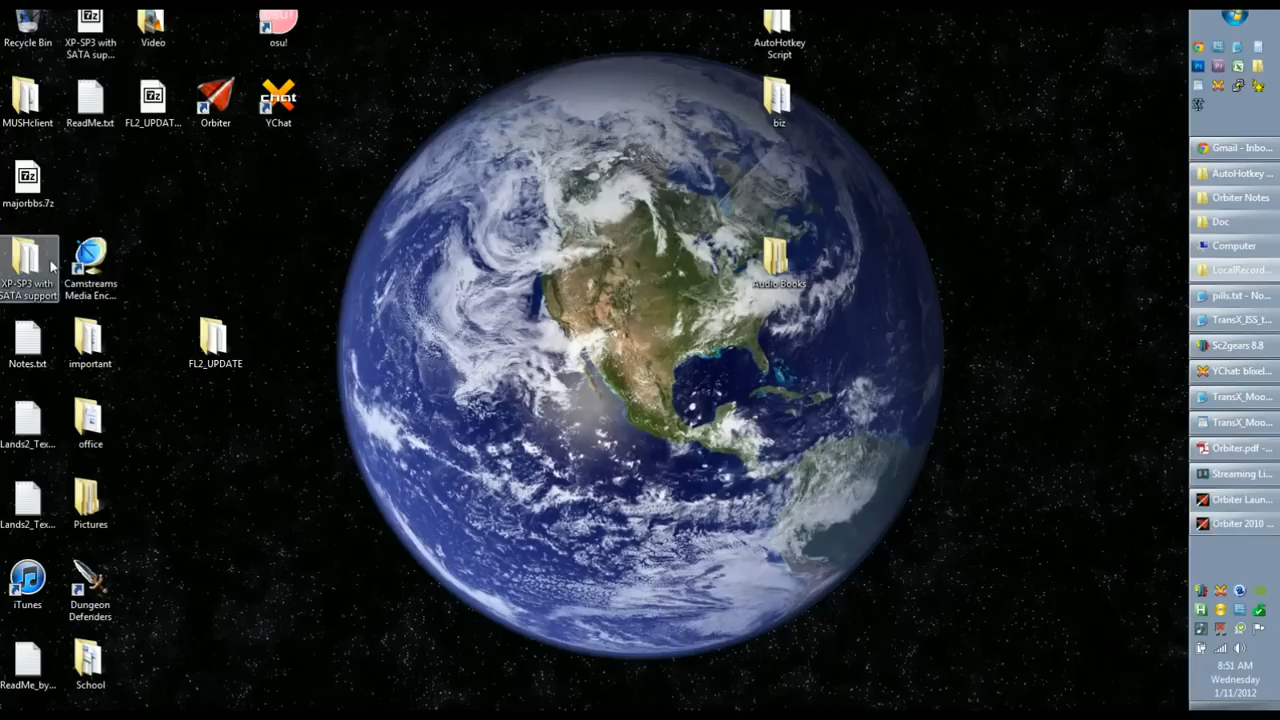 Recycle Bin
XP-SP3 with
SATA sup...
Video
osu!
AutoHotkey
Script
MUSHclient
ReadMe.txt
FL2_UPDAT...
Orbiter
YChat
biz
majorbbs.7z
XP-SP3 with
SATA support
Camstreams
Media Enc...
Audio Books
Notes.txt
important
FL2_UPDATE
Lands2_Tex...
office
Lands2_Tex...
Pictures
iTunes
Dungeon
Defenders
ReadMe_by...
School
Gmail - Inbo...
AutoHotkey ...
Orbiter Notes
Doc
Computer
LocalRecord...
pills.txt - No...
TransX_ISS_t...
Sc2gears 8.8
YChat: blixel...
TransX_Moo...
TransX_Moo...
Orbiter.pdf -...
Streaming Li...
Orbiter Laun...
Orbiter 2010 ...
8:51 AM
Wednesday
1/11/2012